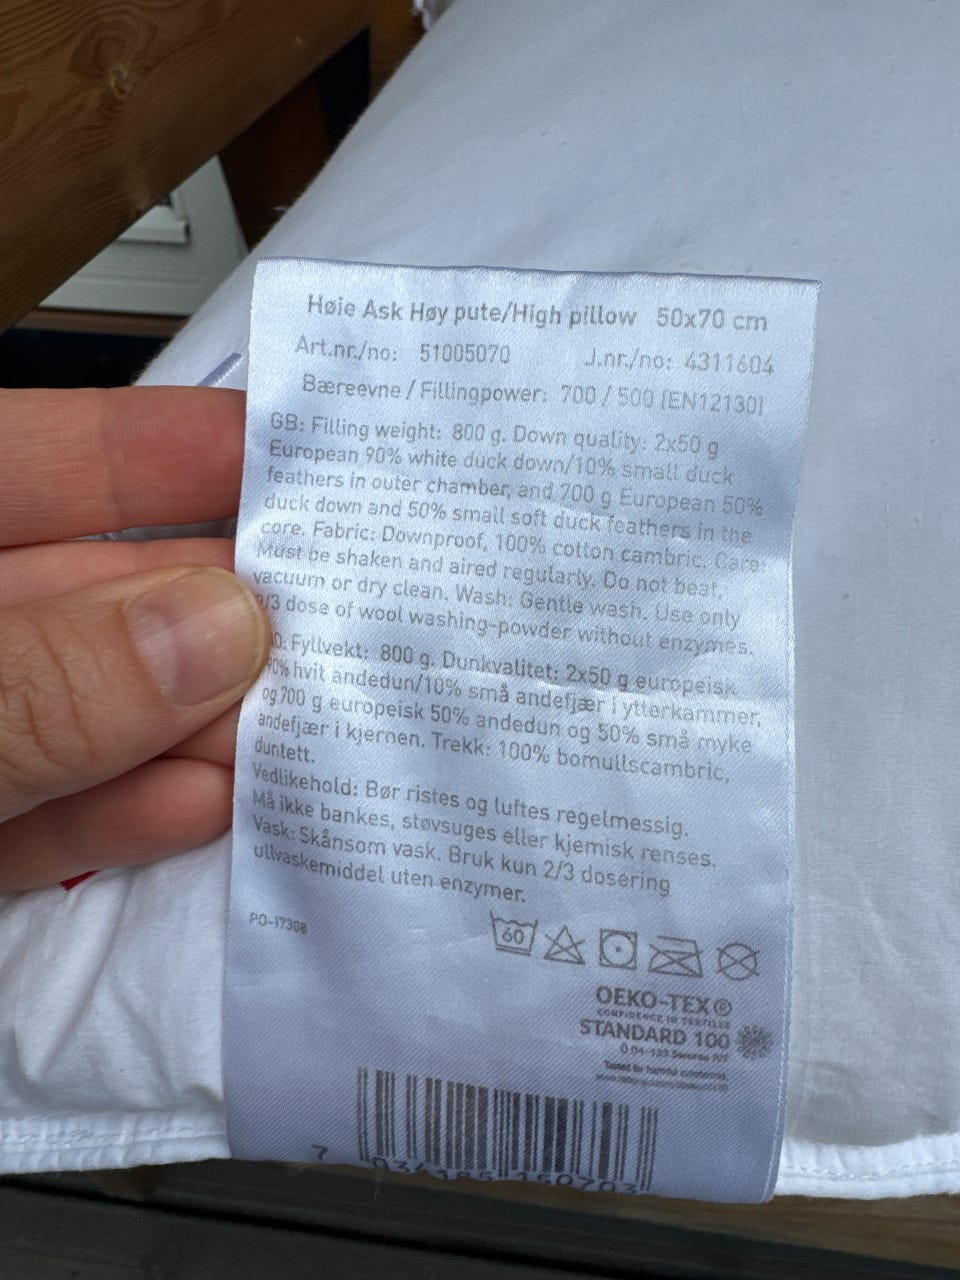 Høie Ask Høy pute/High pillow 50x70 cm
Art.nr./no: 51005070 J.nr./no: 4311604
Bæreevne / Fillingpower: 700 / 500 (EN12130)
GB: Filling weight: 800 g. Down quality: 2x50 g
European 90% white duck down/10% small duck
feathers in outer chamber, and 700 g European 50%
duck down and 50% small soft duck feathers in the
core. Fabric: Downproof, 100% cotton cambric. Care:
Must be shaken and aired regularly. Do not beat,
vacuum or dry clean. Wash: Gentle wash. Use only
2/3 dose of wool washing-powder without enzymes.
Fyllvekt: 800 g. Dunkvalitet: 2x50 g europeisk
90% hvit andedun/10% små andefjær i ytterkammer,
og 700 g europeisk 50% andedun og 50% små myke
andefjær i kjernen. Trekk: 100% bomullscambric,
duntett.
Vedlikehold: Bør ristes og luftes regelmessig.
Må ikke bankes, støvsuges eller kjemisk renses.
Vask: Skånsom vask. Bruk kun 2/3 dosering
ullvaskemiddel uten enzymer.
PO-17308
60
OEKO-TEX®
CONFIDENCE IN TEXTILES
STANDARD 100
Tested for harmful substances.
7